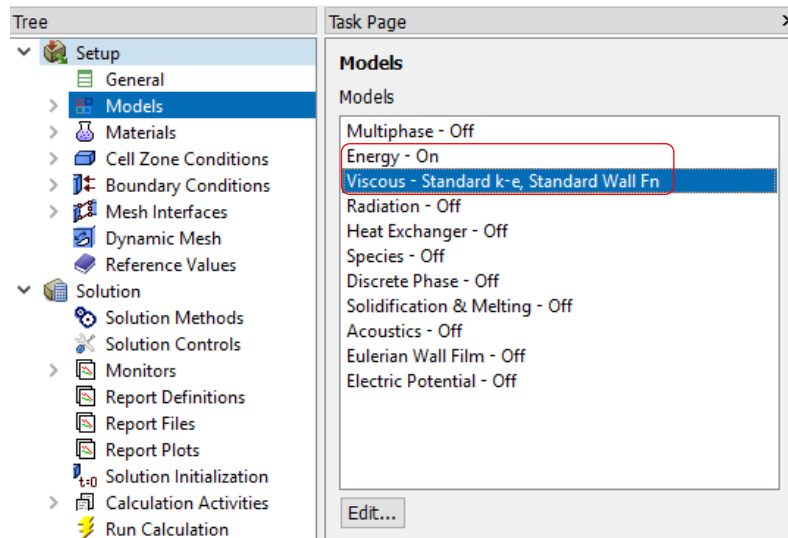 Tree
Setup
General
Models
Materials
Cell Zone Conditions
Boundary Conditions
Mesh Interfaces
Dynamic Mesh
Reference Values
Solution
Solution Methods
Solution Controls
Monitors
Report Definitions
Report Files
Report Plots
t=0 Solution Initialization
Calculation Activities
Run Calculation
Task Page
Models
Models
Multiphase - Off
Energy - On
Viscous - Standard k-e, Standard Wall Fn
Radiation - Off
Heat Exchanger - Off
Species - Off
Discrete Phase - Off
Solidification & Melting - Off
Acoustics - Off
Eulerian Wall Film - Off
Electric Potential - Off
Edit...